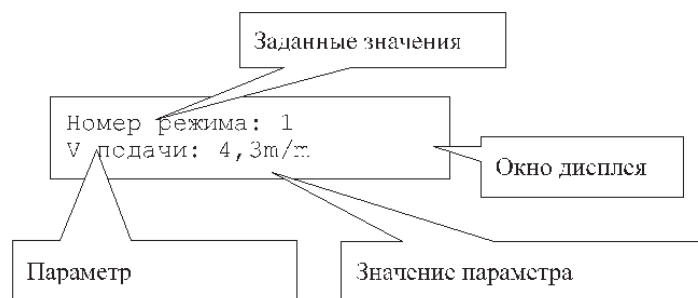 Заданные значения
Номер режима: 1
V подачи: 4,3m/m
Окно дисплея
Параметр
Значение параметра